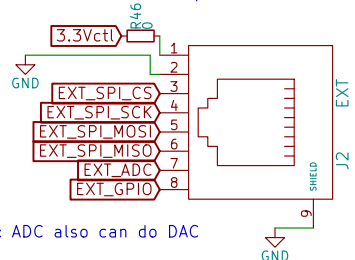 R46
0
3.3Vctl
1
GND
2
EXT_SPI_CS 3
EXT_SPI_SCK 4
EXT_SPI_MOSI 5
EXT_SPI_MISO 6
EXT_ADC 7
EXT_GPIO 8
EXT
J2
SHIELD
9
ADC also can do DAC
GND